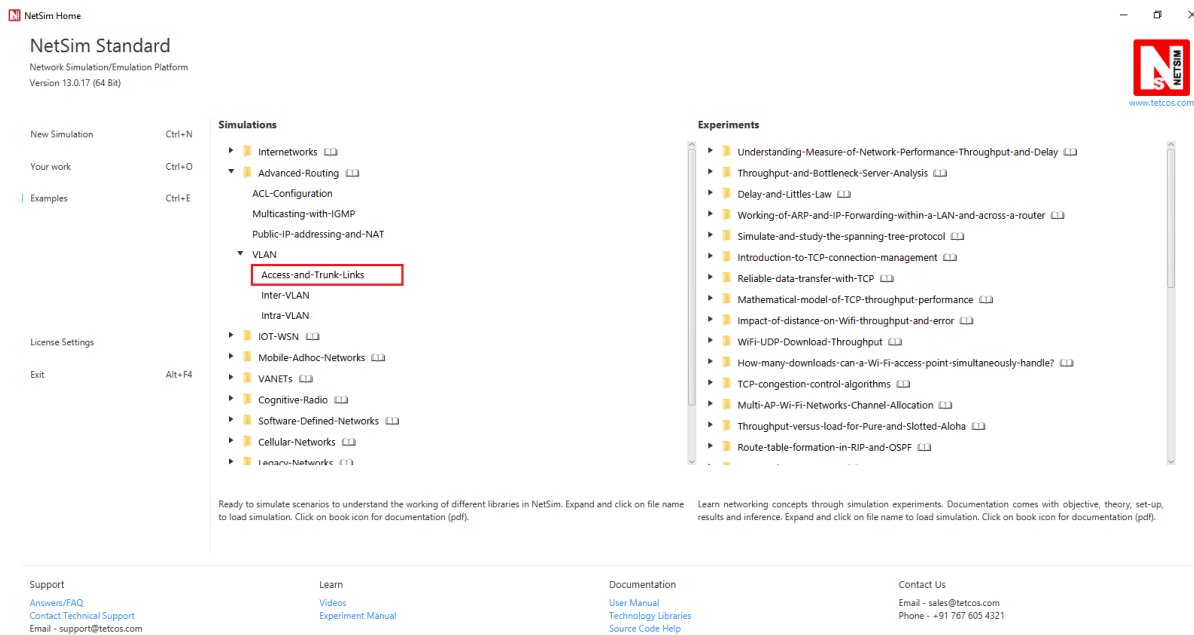 NetSim Home
NetSim Standard
Network Simulation/Emulation Platform
Version 13.0.17 (64 Bit)
NETSIM
www.tetcos.com
New Simulation Ctrl+N
Your work Ctrl+O
Examples Ctrl+E
License Settings
Exit Alt+F4
Simulations
Internetworks
Advanced-Routing
ACL-Configuration
Multicasting-with-IGMP
Public-IP-addressing-and-NAT
VLAN
Access-and-Trunk-Links
Inter-VLAN
Intra-VLAN
IOT-WSN
Mobile-Adhoc-Networks
VANETs
Cognitive-Radio
Software-Defined-Networks
Cellular-Networks
Legacy-Networks
Ready to simulate scenarios to understand the working of different libraries in NetSim. Expand and click on file name
to load simulation. Click on book icon for documentation (pdf).
Experiments
Understanding-Measure-of-Network-Performance-Throughput-and-Delay
Throughput-and-Bottleneck-Server-Analysis
Delay-and-Littles-Law
Working-of-ARP-and-IP-Forwarding-within-a-LAN-and-across-a-router
Simulate-and-study-the-spanning-tree-protocol
Introduction-to-TCP-connection-management
Reliable-data-transfer-with-TCP
Mathematical-model-of-TCP-throughput-performance
Impact-of-distance-on-Wifi-throughput-and-error
WiFi-UDP-Download-Throughput
How-many-downloads-can-a-Wi-Fi-access-point-simultaneously-handle?
TCP-congestion-control-algorithms
Multi-AP-Wi-Fi-Networks-Channel-Allocation
Throughput-versus-load-for-Pure-and-Slotted-Aloha
Route-table-formation-in-RIP-and-OSPF
Learn networking concepts through simulation experiments. Documentation comes with objective, theory, set-up,
results and inference. Expand and click on file name to load simulation. Click on book icon for documentation (pdf).
Support
Answers/FAQ
Contact Technical Support
Email - support@tetcos.com
Learn
Videos
Experiment Manual
Documentation
User Manual
Technology Libraries
Source Code Help
Contact Us
Email - sales@tetcos.com
Phone - +91 767 605 4321